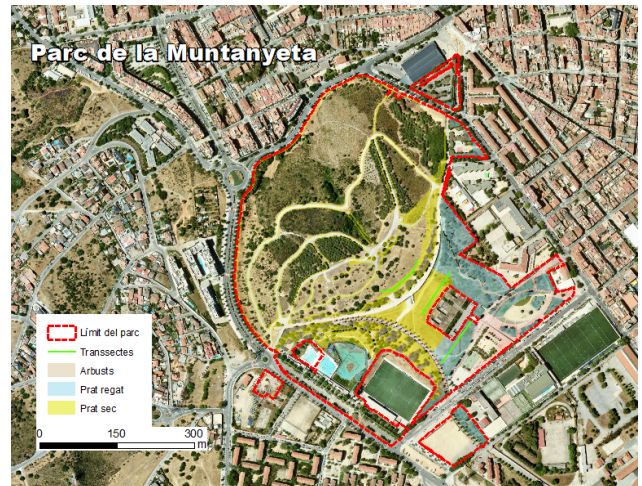 Parc de la Muntanyeta
Límit del parc
Transsectes
Arbusts
Prat regat
Prat sec
0 150 300
m